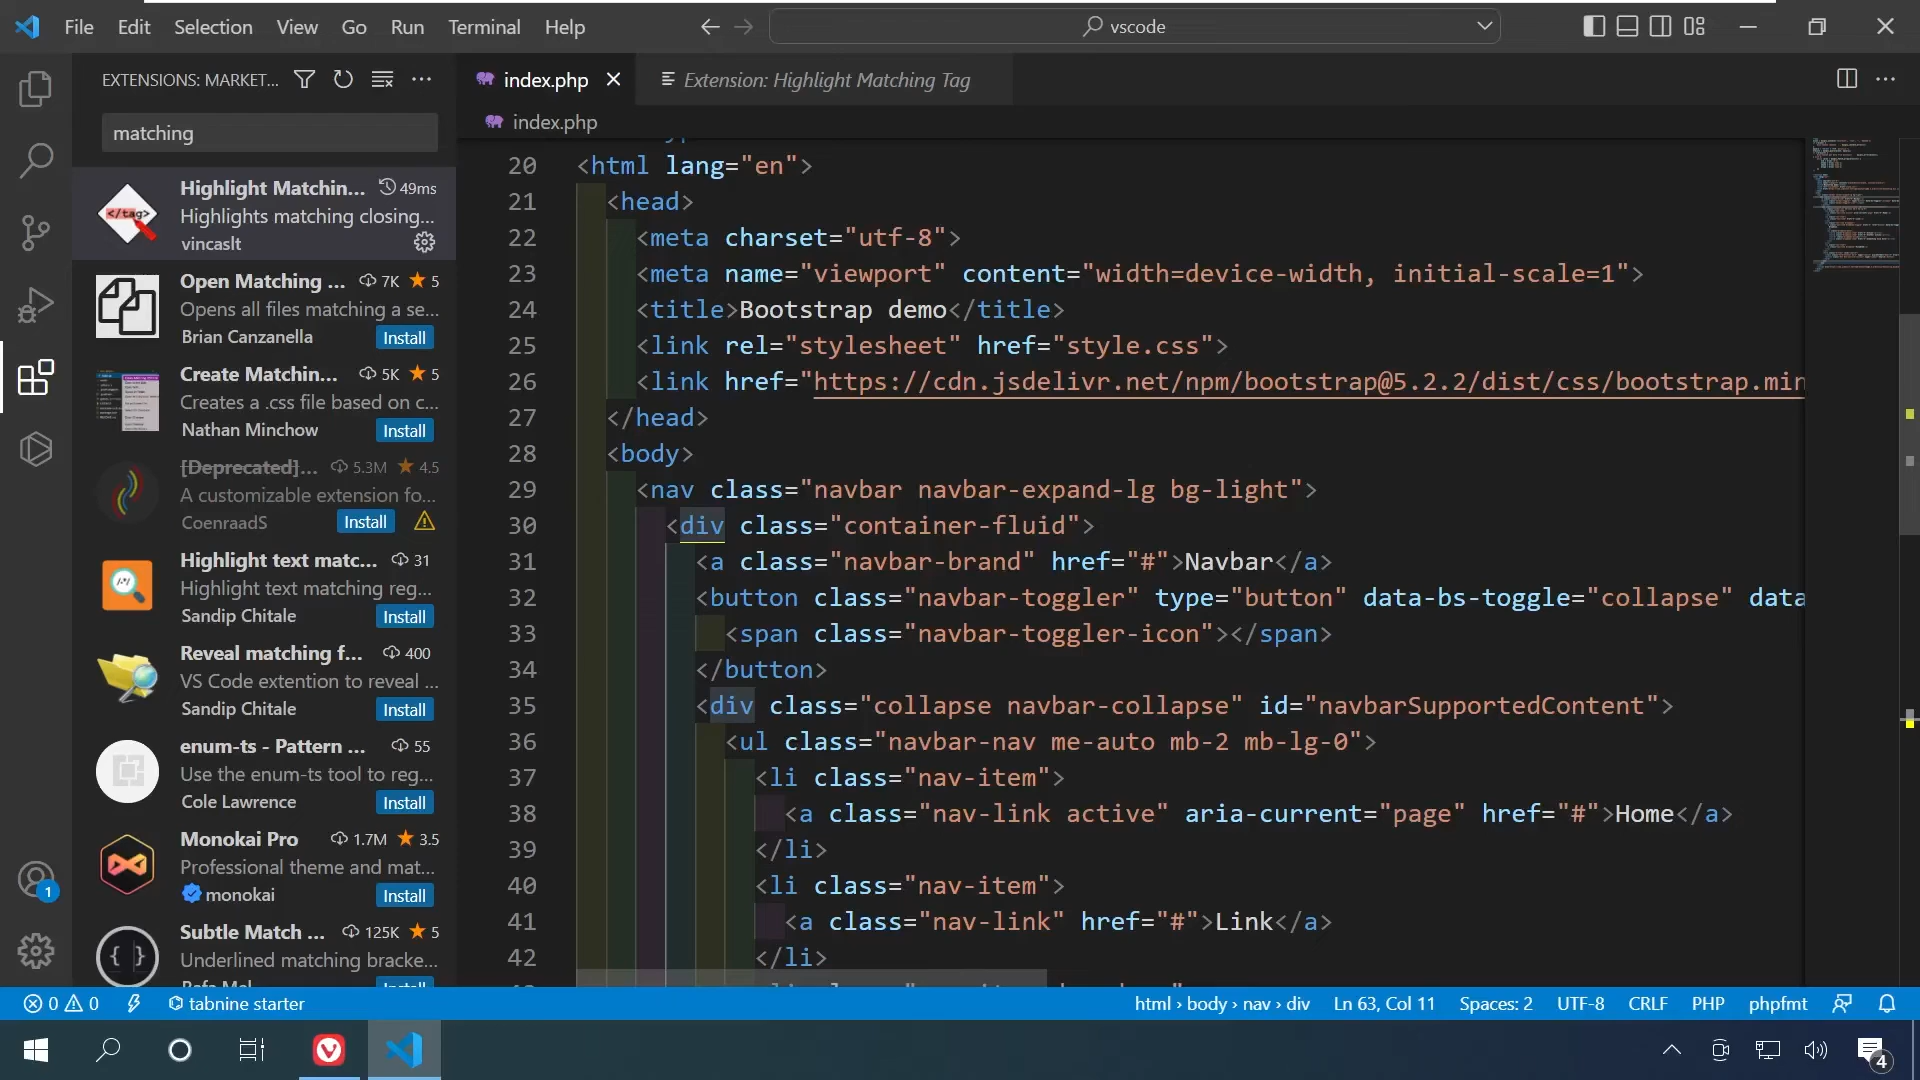 File Edit Selection View Go Run Terminal Help
vscode
EXTENSIONS: MARKET...
matching
Highlight Matchin... 49ms
Highlights matching closing...
vincaslt
</tag>
Open Matching ... 7K 5
Opens all files matching a se...
Brian Canzanella Install
Create Matchin... 5K 5
Creates a .css file based on c...
Nathan Minchow Install
[Deprecated]... 5.3M 4.5
A customizable extension fo...
CoenraadS Install
Highlight text matc... 31
Highlight text matching reg...
Sandip Chitale Install
Reveal matching f... 400
VS Code extention to reveal ...
Sandip Chitale Install
enum-ts - Pattern ... 55
Use the enum-ts tool to reg...
Cole Lawrence Install
Monokai Pro 1.7M 3.5
Professional theme and mat...
monokai Install
Subtle Match ... 125K 5
Underlined matching bracke...
{ }
1
index.php Extension: Highlight Matching Tag
index.php
20 <html lang="en">
21 <head>
22 <meta charset="utf-8">
23 <meta name="viewport" content="width=device-width, initial-scale=1">
24 <title>Bootstrap demo</title>
25 <link rel="stylesheet" href="style.css">
26 <link href="https://cdn.jsdelivr.net/npm/bootstrap@5.2.2/dist/css/bootstrap.min
27 </head>
28 <body>
29 <nav class="navbar navbar-expand-lg bg-light">
30 <div class="container-fluid">
31 <a class="navbar-brand" href="#">Navbar</a>
32 <button class="navbar-toggler" type="button" data-bs-toggle="collapse" data
33 <span class="navbar-toggler-icon"></span>
34 </button>
35 <div class="collapse navbar-collapse" id="navbarSupportedContent">
36 <ul class="navbar-nav me-auto mb-2 mb-lg-0">
37 <li class="nav-item">
38 <a class="nav-link active" aria-current="page" href="#">Home</a>
39 </li>
40 <li class="nav-item">
41 <a class="nav-link" href="#">Link</a>
42 </li>
0 0 tabnine starter html › body › nav › div Ln 63, Col 11 Spaces: 2 UTF-8 CRLF PHP phpfmt
4